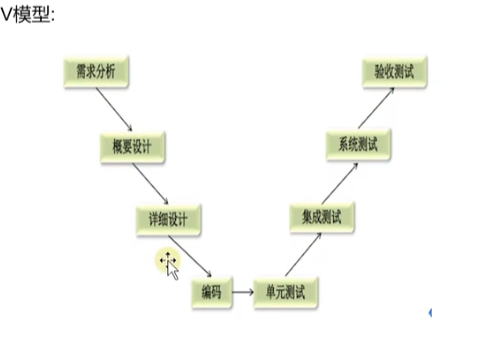 V模型:
需求分析
验收测试
概要设计
系统测试
详细设计
集成测试
编码
单元测试